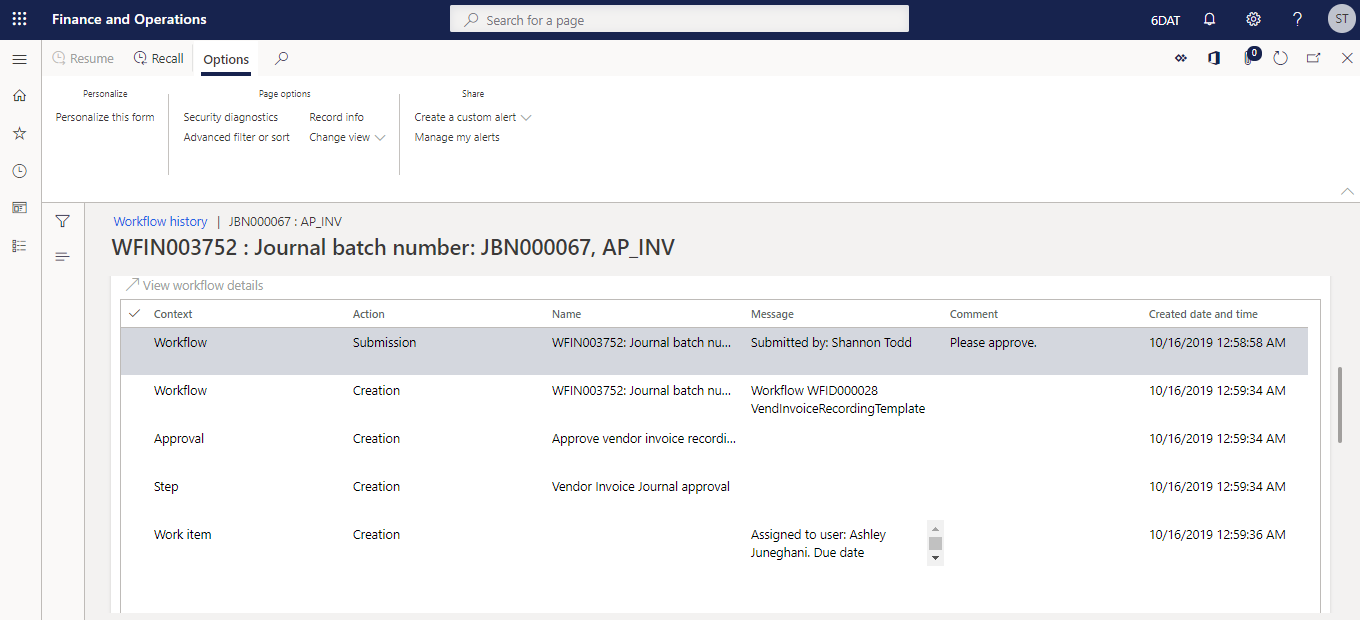 Finance and Operations
Search for a page
6DAT
?
ST
Resume
Recall
Options
0
Personalize
Page options
Share
Personalize this form
Security diagnostics
Record info
Create a custom alert
Advanced filter or sort
Change view
Manage my alerts
Workflow history | JBN000067 : AP_INV
WFIN003752 : Journal batch number: JBN000067, AP_INV
View workflow details
Context Action Name Message Comment Created date and time
Workflow Submission WFIN003752: Journal batch nu... Submitted by: Shannon Todd Please approve. 10/16/2019 12:58:58 AM
Workflow Creation WFIN003752: Journal batch nu... Workflow WFID000028 10/16/2019 12:59:34 AM
VendInvoiceRecordingTemplate
Approval Creation Approve vendor invoice recordi... 10/16/2019 12:59:34 AM
Step Creation Vendor Invoice Journal approval 10/16/2019 12:59:34 AM
Work item Creation Assigned to user: Ashley 10/16/2019 12:59:36 AM
Juneghani. Due date